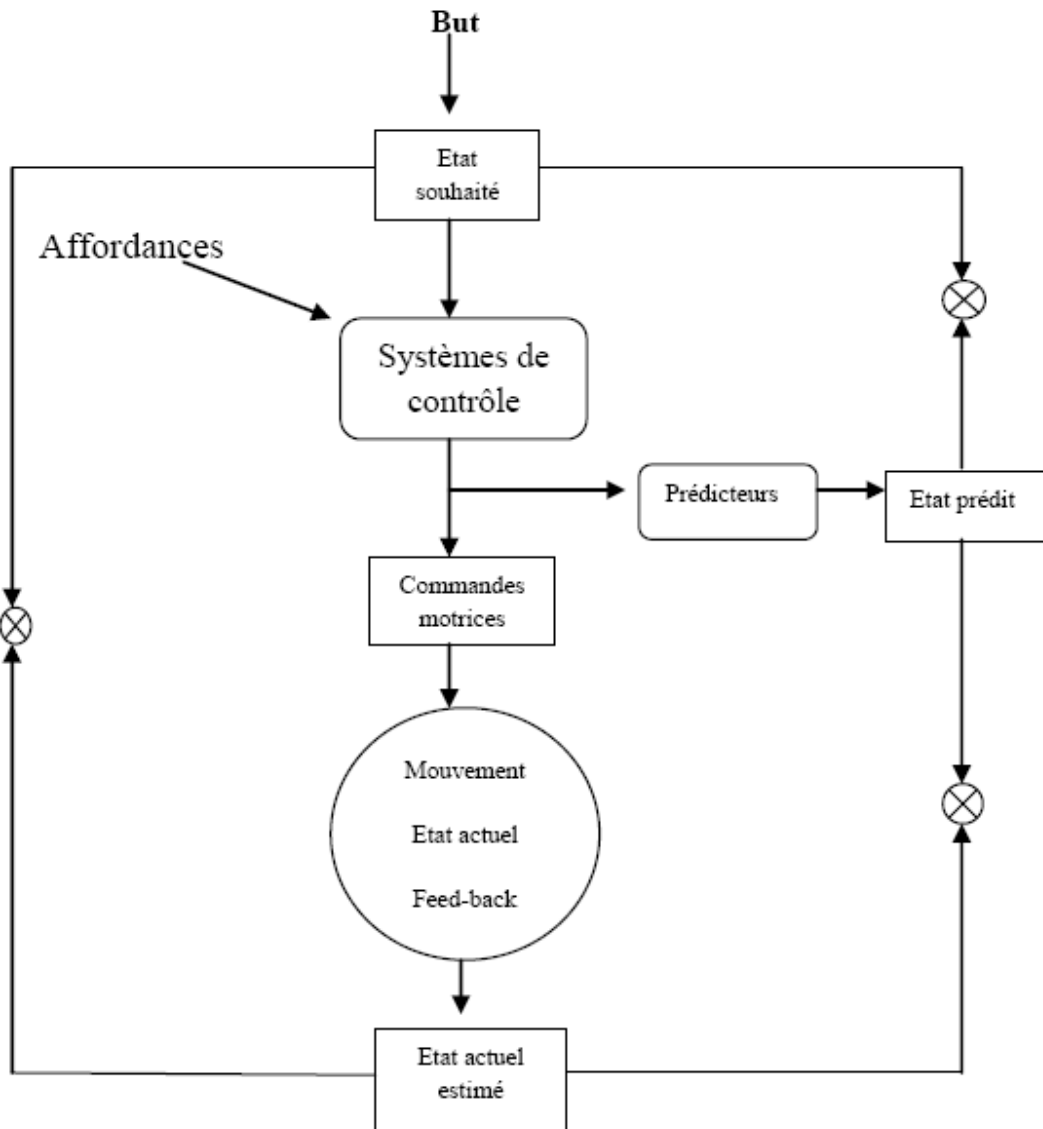 But
Etat
souhaité
Affordances
Systèmes de
contrôle
Prédicteurs
Etat prédit
Commandes
motrices
Mouvement
Etat actuel
Feed-back
Etat actuel
estimé